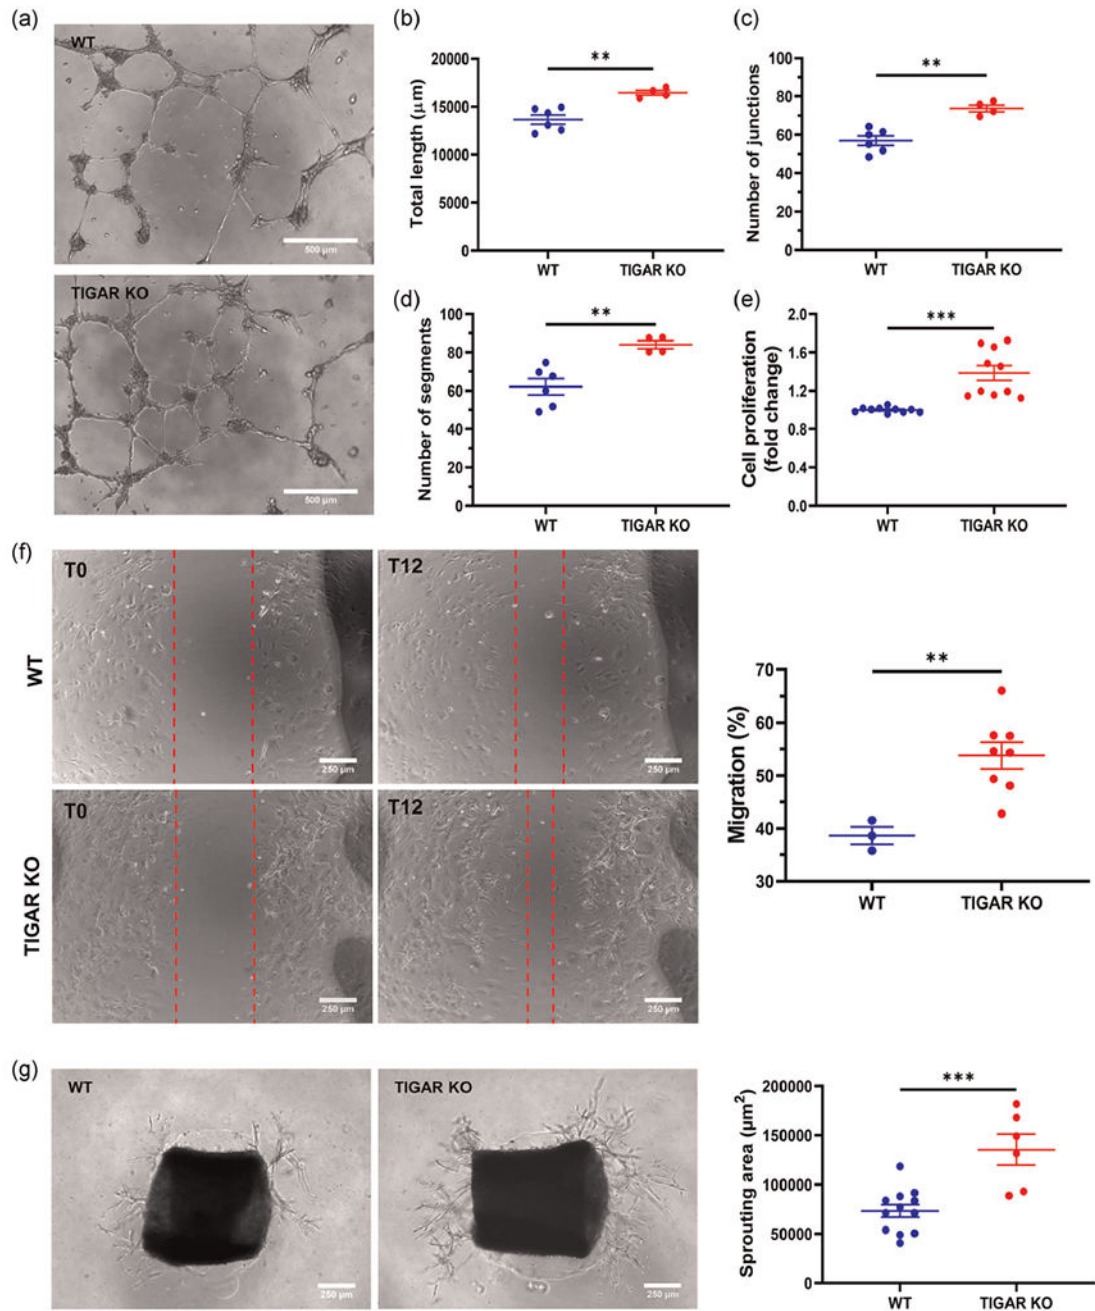 (a)
WT
500 µm
TIGAR KO
500 µm
(b)
**
20000
15000
10000
5000
0
Total length (µm)
WT TIGAR KO
(c)
**
100
80
60
40
20
0
Number of junctions
WT TIGAR KO
(d)
**
100
80
60
40
20
0
Number of segments
WT TIGAR KO
(e)
***
2.0
1.6
1.2
0.8
0.4
0.0
Cell proliferation
(fold change)
WT TIGAR KO
(f)
WT
T0
250 µm
T12
250 µm
TIGAR KO
T0
250 µm
T12
250 µm
**
70
60
50
40
30
Migration (%)
WT TIGAR KO
(g)
WT
250 µm
TIGAR KO
250 µm
***
200000
150000
100000
50000
0
Sprouting area (µm²)
WT TIGAR KO